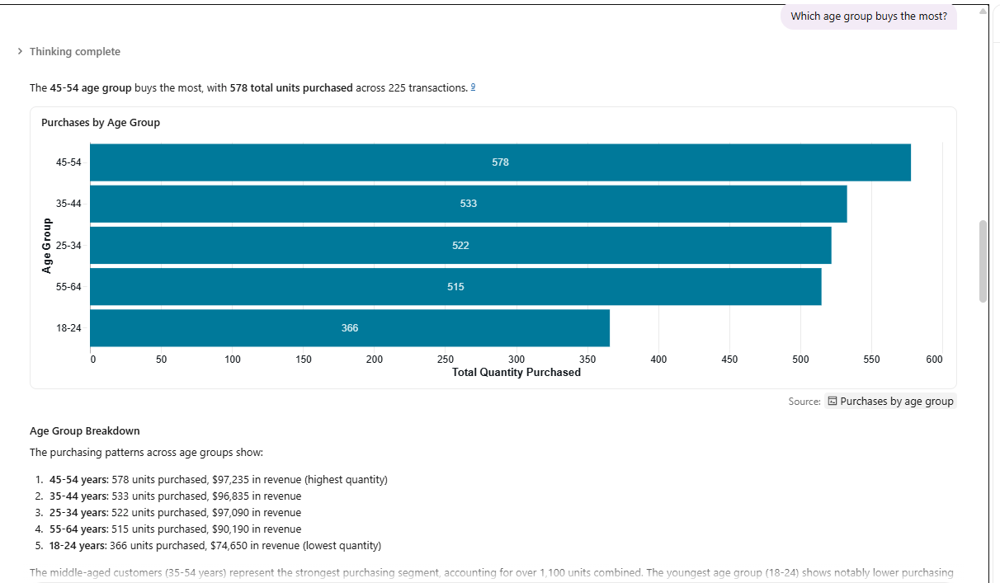 Which age group buys the most?
Thinking complete
The 45-54 age group buys the most, with 578 total units purchased across 225 transactions. 9
Purchases by Age Group
Age Group
45-54 578
35-44 533
25-34 522
55-64 515
18-24 366
0 50 100 150 200 250 300 350 400 450 500 550 600
Total Quantity Purchased
Source: Purchases by age group
Age Group Breakdown
The purchasing patterns across age groups show:
1. 45-54 years: 578 units purchased, $97,235 in revenue (highest quantity)
2. 35-44 years: 533 units purchased, $96,835 in revenue
3. 25-34 years: 522 units purchased, $97,090 in revenue
4. 55-64 years: 515 units purchased, $90,190 in revenue
5. 18-24 years: 366 units purchased, $74,650 in revenue (lowest quantity)
The middle-aged customers (35-54 years) represent the strongest purchasing segment, accounting for over 1,100 units combined. The youngest age group (18-24) shows notably lower purchasing